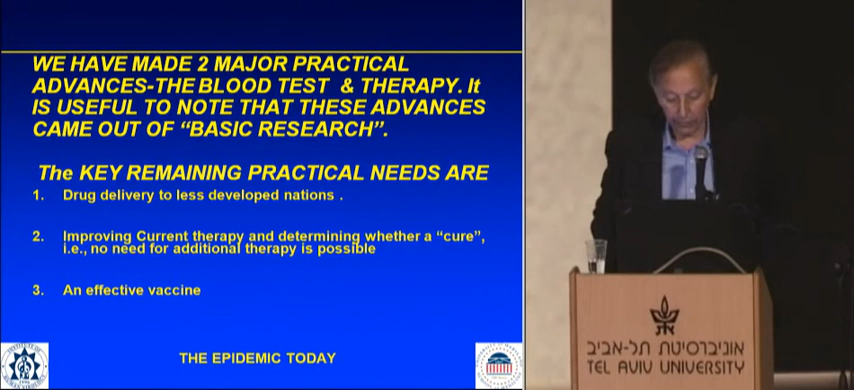 WE HAVE MADE 2 MAJOR PRACTICAL
ADVANCES-THE BLOOD TEST & THERAPY. It
IS USEFUL TO NOTE THAT THESE ADVANCES
CAME OUT OF “BASIC RESEARCH”.
The KEY REMAINING PRACTICAL NEEDS ARE
1. Drug delivery to less developed nations .
2. Improving Current therapy and determining whether a “cure”,
i.e., no need for additional therapy is possible
3. An effective vaccine
THE EPIDEMIC TODAY
אוניברסיטת תל-אביב
TEL AVIV UNIVERSITY